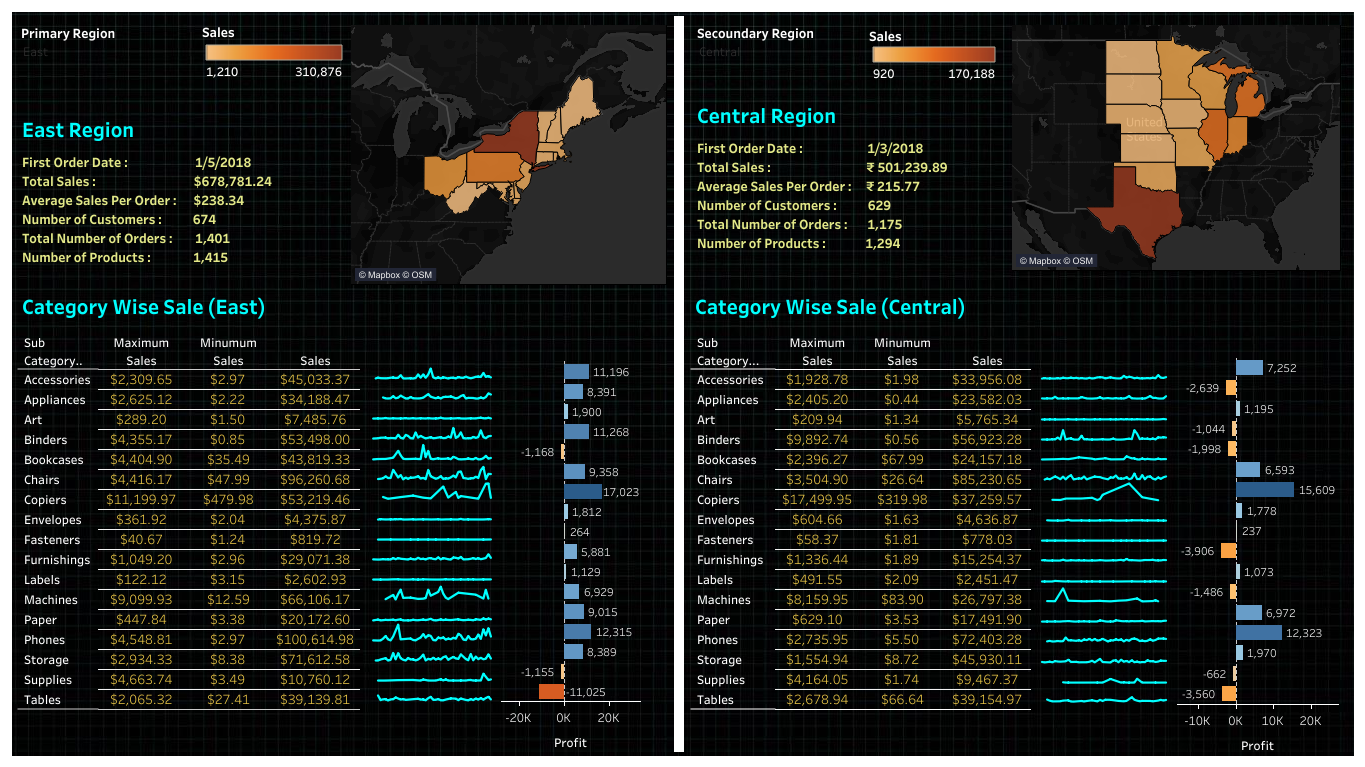 Primary Region
East
Sales
1,210 310,876
© Mapbox © OSM
East Region
First Order Date : 1/5/2018
Total Sales : $678,781.24
Average Sales Per Order : $238.34
Number of Customers : 674
Total Number of Orders : 1,401
Number of Products : 1,415
Category Wise Sale (East)
Sub Maximum Minumum
Category.. Sales Sales Sales
Accessories $2,309.65 $2.97 $45,033.37 11,196
Appliances $2,625.12 $2.22 $34,188.47 8,391
Art $289.20 $1.50 $7,485.76 1,900
Binders $4,355.17 $0.85 $53,498.00 11,268
Bookcases $4,404.90 $35.49 $43,819.33 -1,168
Chairs $4,416.17 $47.99 $96,260.68 9,358
Copiers $11,199.97 $479.98 $53,219.46 17,023
Envelopes $361.92 $2.04 $4,375.87 1,812
Fasteners $40.67 $1.24 $819.72 264
Furnishings $1,049.20 $2.96 $29,071.38 5,881
Labels $122.12 $3.15 $2,602.93 1,129
Machines $9,099.93 $12.59 $66,106.17 6,929
Paper $447.84 $3.38 $20,172.60 9,015
Phones $4,548.81 $2.97 $100,614.98 12,315
Storage $2,934.33 $8.38 $71,612.58 8,389
Supplies $4,663.74 $3.49 $10,760.12 -1,155
Tables $2,065.32 $27.41 $39,139.81 -11,025
-20K 0K 20K
Profit
Secoundary Region
Central
Sales
920 170,188
United
States
© Mapbox © OSM
Central Region
First Order Date : 1/3/2018
Total Sales : ₹ 501,239.89
Average Sales Per Order : ₹ 215.77
Number of Customers : 629
Total Number of Orders : 1,175
Number of Products : 1,294
Category Wise Sale (Central)
Sub Maximum Minumum
Category... Sales Sales Sales
Accessories $1,928.78 $1.98 $33,956.08 7,252
Appliances $2,405.20 $0.44 $23,582.03 -2,639
Art $209.94 $1.34 $5,765.34 1,195
Binders $9,892.74 $0.56 $56,923.28 -1,044
Bookcases $2,396.27 $67.99 $24,157.18 -1,998
Chairs $3,504.90 $26.64 $85,230.65 6,593
Copiers $17,499.95 $319.98 $37,259.57 15,609
Envelopes $604.66 $1.63 $4,636.87 1,778
Fasteners $58.37 $1.81 $778.03 237
Furnishings $1,336.44 $1.89 $15,254.37 -3,906
Labels $491.55 $2.09 $2,451.47 1,073
Machines $8,159.95 $83.90 $26,797.38 -1,486
Paper $629.10 $3.53 $17,491.90 6,972
Phones $2,735.95 $5.50 $72,403.28 12,323
Storage $1,554.94 $8.72 $45,930.11 1,970
Supplies $4,164.05 $1.74 $9,467.37 -662
Tables $2,678.94 $66.64 $39,154.97 -3,560
-10K 0K 10K 20K
Profit